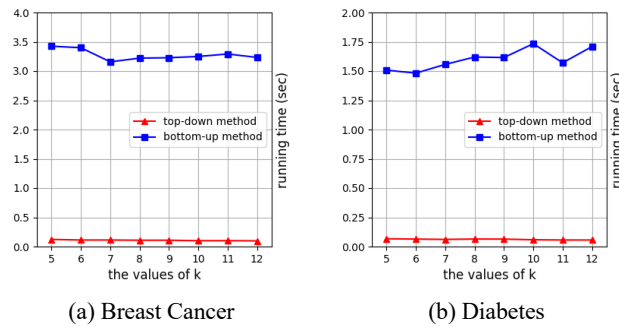 4.0
3.5
3.0
2.5
2.0
1.5
1.0
0.5
0.0
5 6 7 8 9 10 11 12
the values of k
top-down method
bottom-up method
running time (sec)
(a) Breast Cancer
2.00
1.75
1.50
1.25
1.00
0.75
0.50
0.25
0.00
5 6 7 8 9 10 11 12
the values of k
top-down method
bottom-up method
running time (sec)
(b) Diabetes